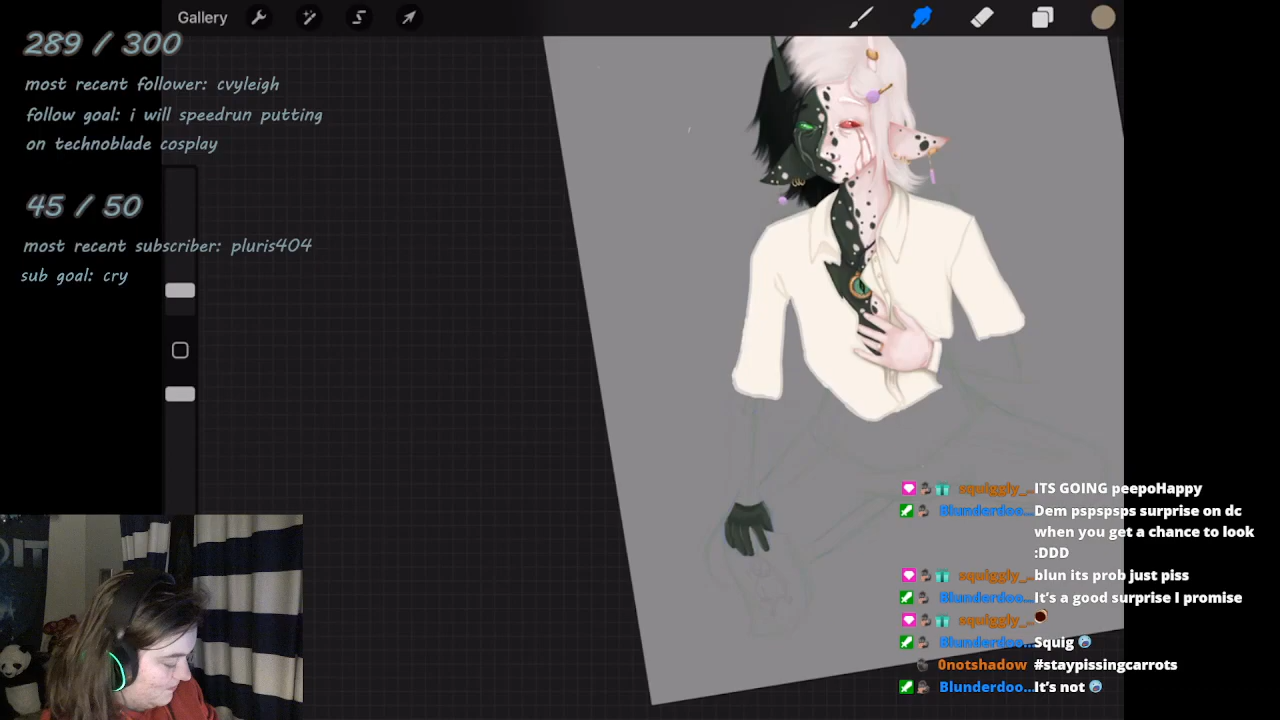 Gallery
289 / 300
most recent follower: cvyleigh
follow goal: i will speedrun putting
on technoblade cosplay
45 / 50
most recent subscriber: pluris404
sub goal: cry
squiggly_... ITS GOING peepoHappy
Blunderdoo... Dem pspspsps surprise on dc
when you get a chance to look
:DDD
squiggly_... blun its prob just piss
Blunderdoo... It's a good surprise I promise
squiggly_...
Blunderdoo... Squig
0notshadow #staypissingcarrots
Blunderdoo... It's not